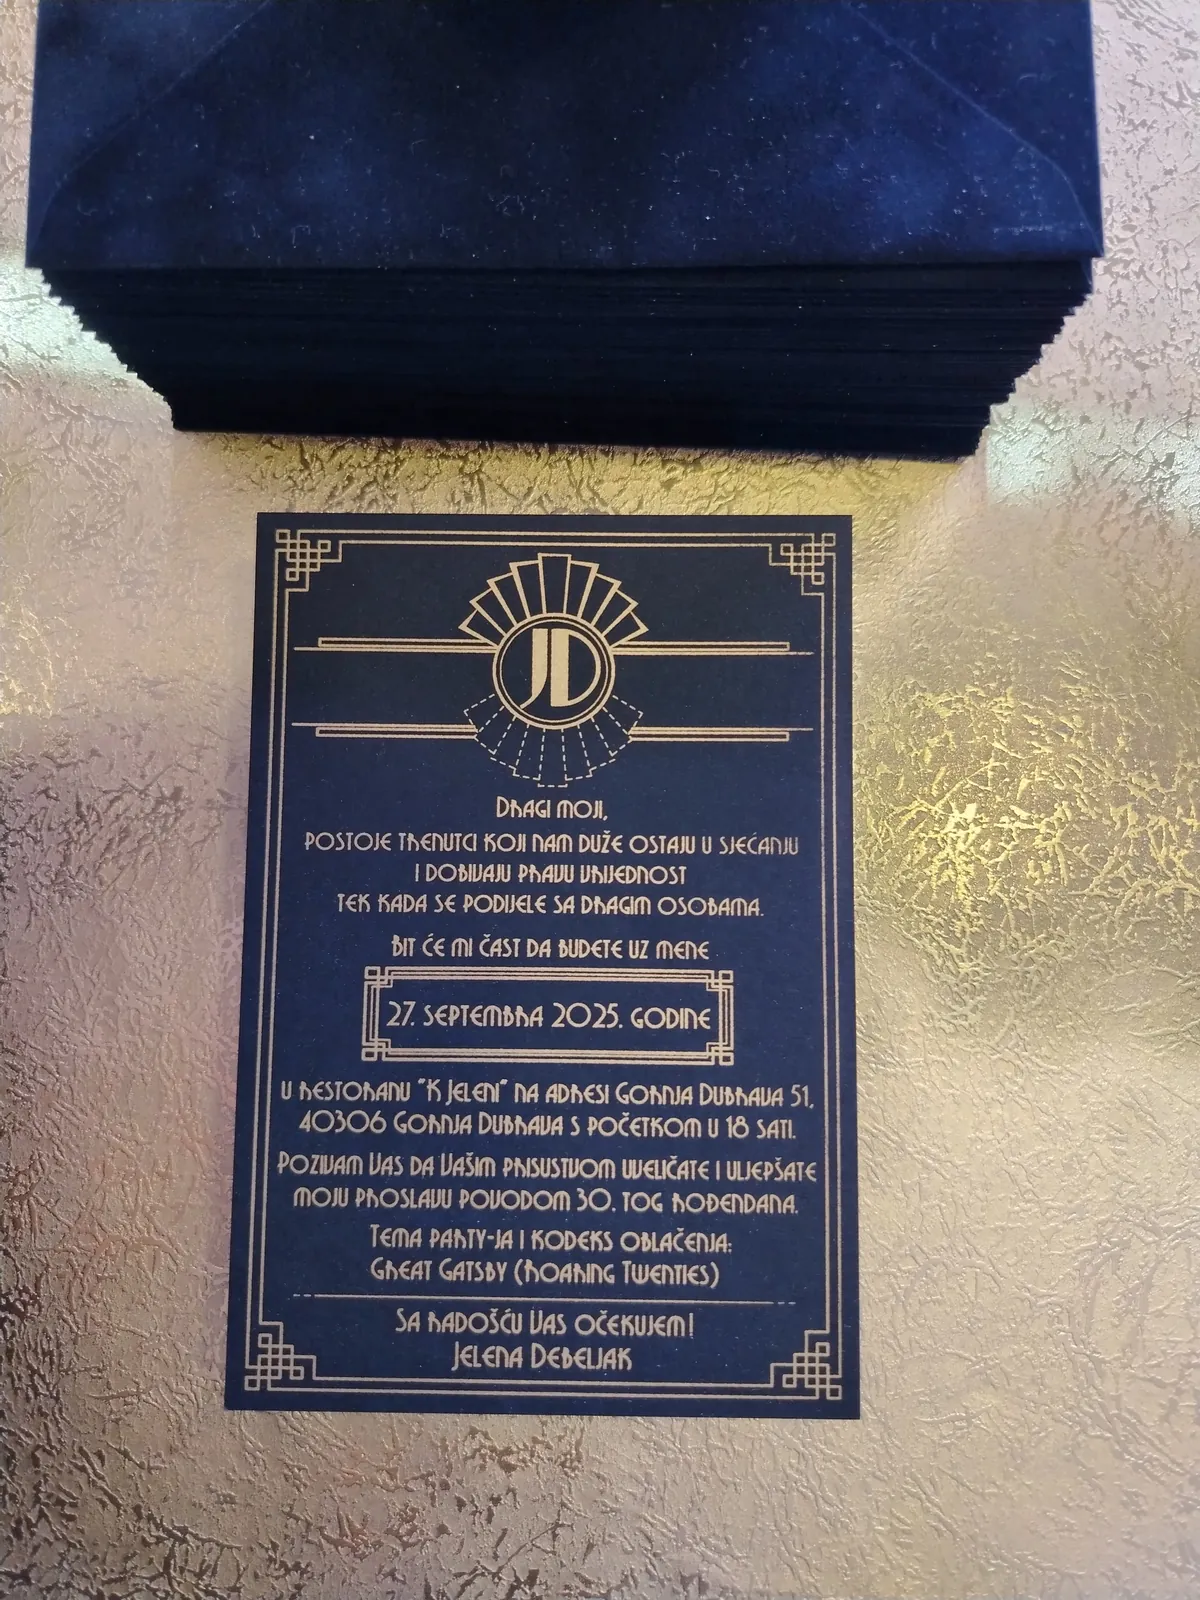 JD
Dragi moji,
postoje trenutci koji nam duže ostaju u sjećanju
i dobivaju pravu vrijednost
tek kada se podijele sa dragim osobama.
Bit će mi čast da budete uz mene
27. septembra 2025. godine
u restoranu "K Jeleni" na adresi Gornja Dubrava 51,
40306 Gornja Dubrava s početkom u 18 sati.
Pozivam Vas da Vašim prisustvom uveličate i uljepšate
moju proslavu povodom 30. tog rođendana.
Tema party-ja i kodeks oblačenja:
Great Gatsby (Roaring Twenties)
Sa radošću Vas očekujem!
Jelena Debeljak